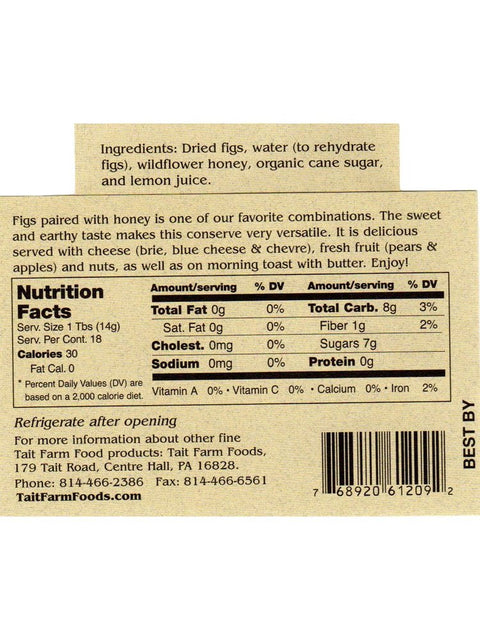 Ingredients: Dried figs, water (to rehydrate
figs), wildflower honey, organic cane sugar,
and lemon juice.
Figs paired with honey is one of our favorite combinations. The sweet
and earthy taste makes this conserve very versatile. It is delicious
served with cheese (brie, blue cheese & chevre), fresh fruit (pears &
apples) and nuts, as well as on morning toast with butter. Enjoy!
Nutrition
Facts
Serv. Size 1 Tbs (14g)
Serv. Per Cont. 18
Calories 30
Fat Cal. 0
* Percent Daily Values (DV) are
based on a 2,000 calorie diet.
Amount/serving % DV Amount/serving % DV
Total Fat 0g 0% Total Carb. 8g 3%
Sat. Fat 0g 0% Fiber 1g 2%
Cholest. 0mg 0% Sugars 7g
Sodium 0mg 0% Protein 0g
Vitamin A 0% • Vitamin C 0% • Calcium 0% • Iron 2%
Refrigerate after opening
For more information about other fine
Tait Farm Food products: Tait Farm Foods,
179 Tait Road, Centre Hall, PA 16828.
Phone: 814-466-2386 Fax: 814-466-6561
TaitFarmFoods.com
7 68920 61209 2
BEST BY